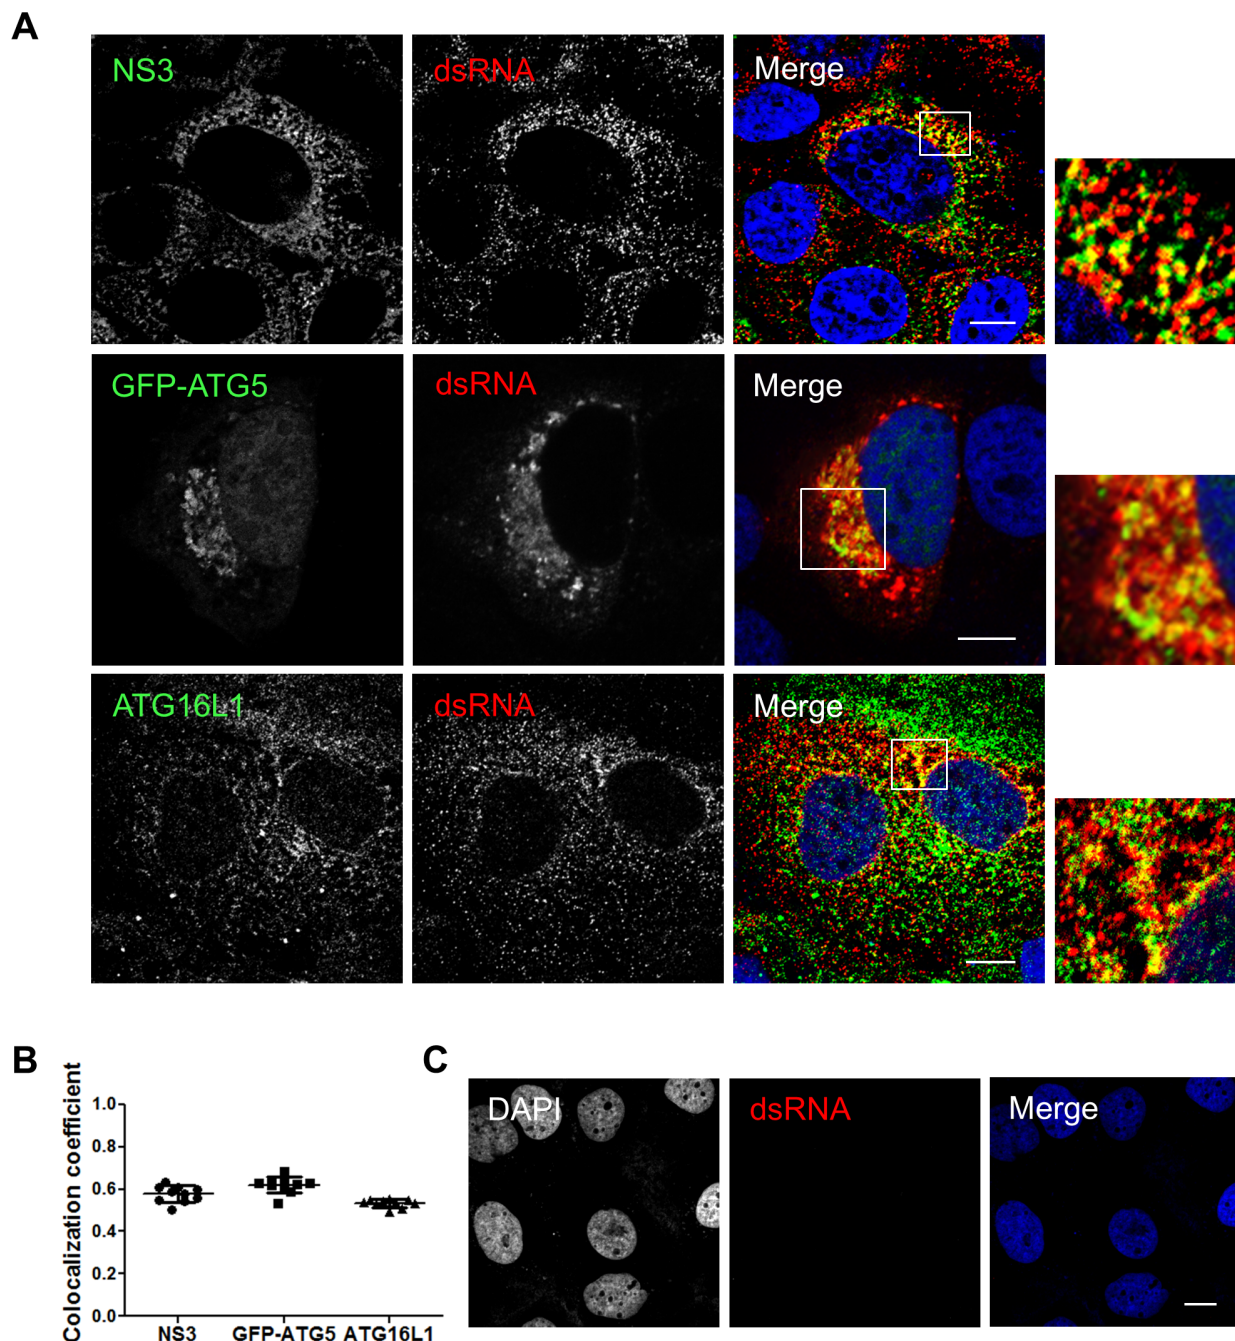 A
NS3 dsRNA Merge
GFP-ATG5 dsRNA Merge
ATG16L1 dsRNA Merge
B
Colocalization coefficient
1.0
0.8
0.6
0.4
0.2
0.0
NS3 GFP-ATG5 ATG16L1
C
DAPI dsRNA Merge